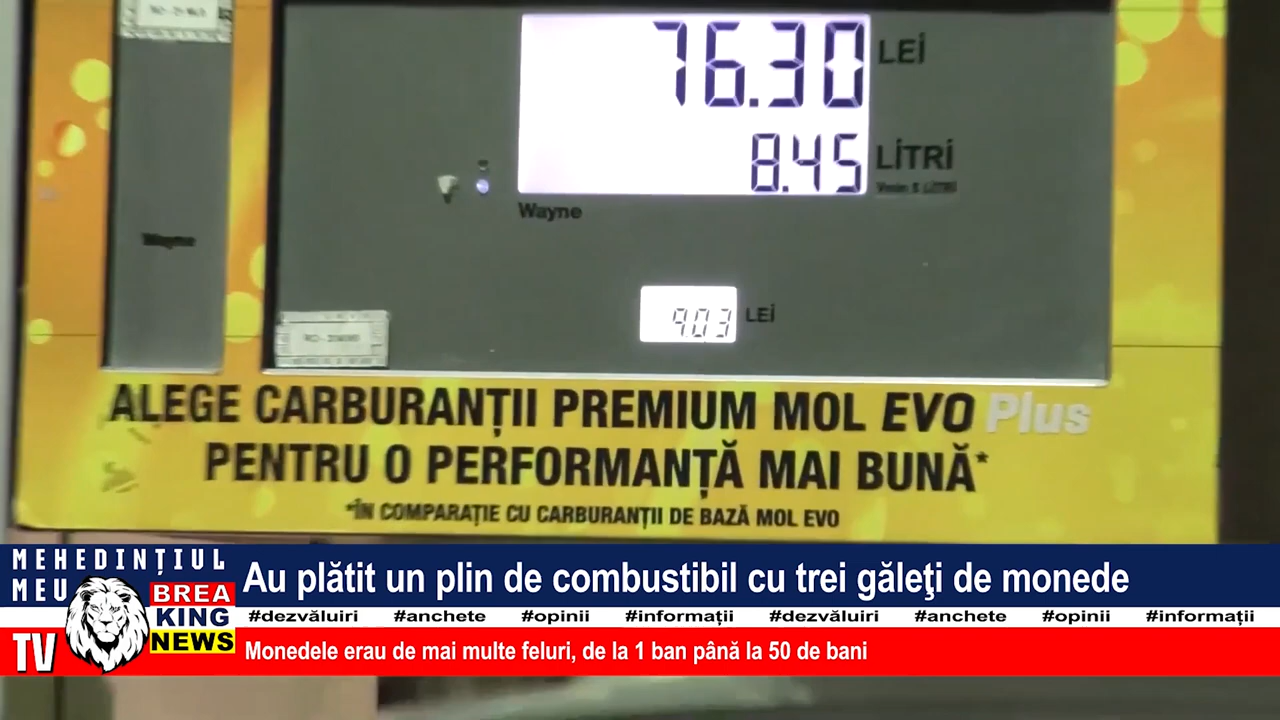 76.30 LEİ
8.45 LİTRİ
Wayne
Wayne
9.03 LEİ
ALEGE CARBURANȚII PREMIUM MOL EVO Plus
PENTRU O PERFORMANȚĂ MAI BUNĂ*
*ÎN COMPARAȚIE CU CARBURANȚII DE BAZĂ MOL EVO
MEHEDINȚIUL
MEU
TV
BREA
KING
NEWS
Au plătit un plin de combustibil cu trei găleţi de monede
#dezvăluiri #anchete #opinii #informații #dezvăluiri #anchete #opinii #informații
Monedele erau de mai multe feluri, de la 1 ban până la 50 de bani